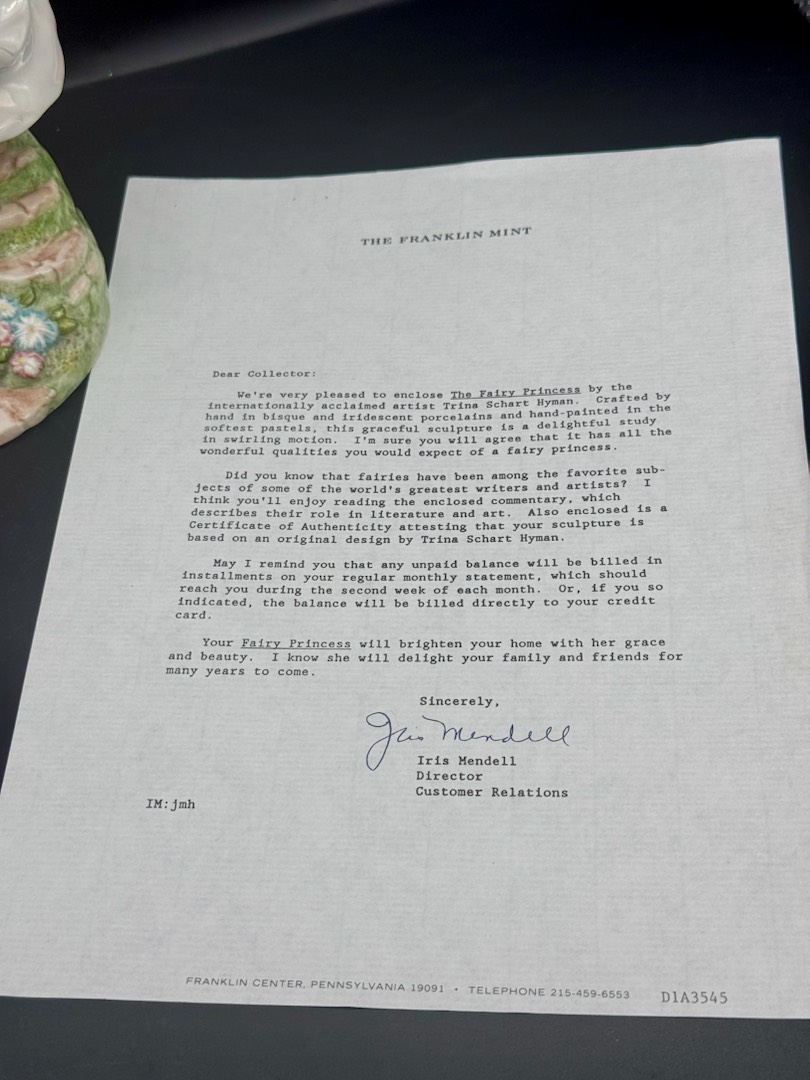 THE FRANKLIN MINT
Dear Collector:
We're very pleased to enclose The Fairy Princess by the
internationally acclaimed artist Trina Schart Hyman. Crafted by
hand in bisque and iridescent porcelains and hand-painted in the
softest pastels, this graceful sculpture is a delightful study
in swirling motion. I'm sure you will agree that it has all the
wonderful qualities you would expect of a fairy princess.
Did you know that fairies have been among the favorite sub-
jects of some of the world's greatest writers and artists? I
think you'll enjoy reading the enclosed commentary, which
describes their role in literature and art. Also enclosed is a
Certificate of Authenticity attesting that your sculpture is
based on an original design by Trina Schart Hyman.
May I remind you that any unpaid balance will be billed in
installments on your regular monthly statement, which should
reach you during the second week of each month. Or, if you so
indicated, the balance will be billed directly to your credit
card.
Your Fairy Princess will brighten your home with her grace
and beauty. I know she will delight your family and friends for
many years to come.
Sincerely,
Iris Mendell
Iris Mendell
Director
Customer Relations
IM:jmh
FRANKLIN CENTER, PENNSYLVANIA 19091 • TELEPHONE 215-459-6553 D1A3545